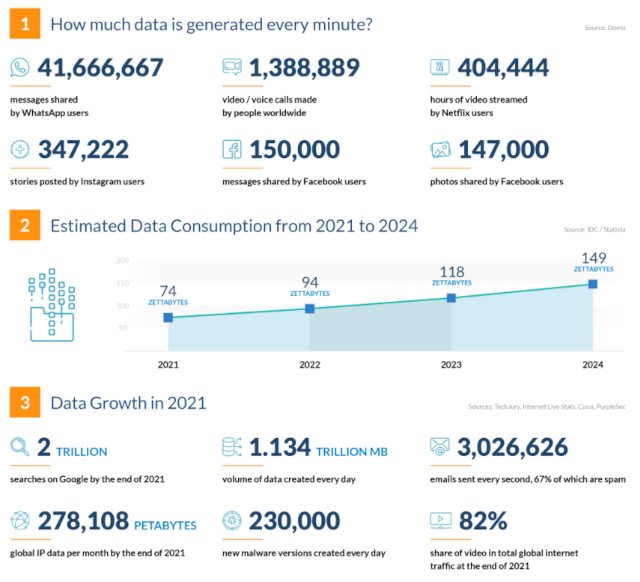 1 How much data is generated every minute?
Source: Domo
41,666,667
messages shared
by WhatsApp users
1,388,889
video / voice calls made
by people worldwide
404,444
hours of video streamed
by Netflix users
347,222
stories posted by Instagram users
150,000
messages shared by Facebook users
147,000
photos shared by Facebook users
2 Estimated Data Consumption from 2021 to 2024
Source: IDC / Statista
200
150
100
50
74
ZETTABYTES
94
ZETTABYTES
118
ZETTABYTES
149
ZETTABYTES
2021 2022 2023 2024
3 Data Growth in 2021
Sources: TechJury, Internet Live Stats, Cisco, PurpleSec
2 TRILLION
searches on Google by the end of 2021
1.134 TRILLION MB
volume of data created every day
3,026,626
emails sent every second, 67% of which are spam
278,108 PETABYTES
global IP data per month by the end of 2021
230,000
new malware versions created every day
82%
share of video in total global internet
traffic at the end of 2021